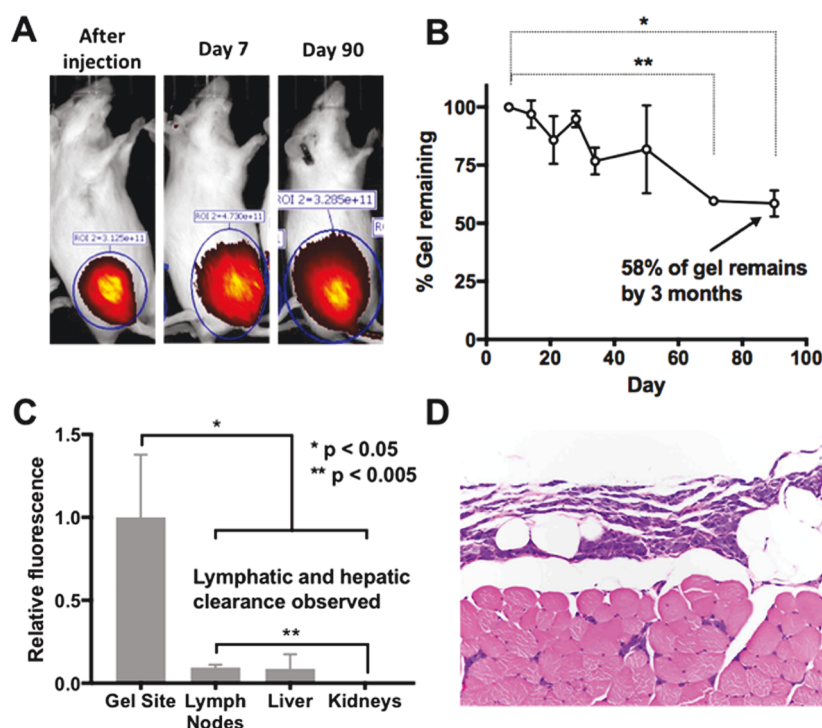 A
After
injection
Day 7
Day 90
ROI 2=3.125e+11
ROI 2=4.730e+11
ROI 2=3.285e+11
B
*
**
% Gel remaining
100
75
50
25
0
58% of gel remains
by 3 months
0 20 40 60 80 100
Day
C
*
* p < 0.05
** p < 0.005
Relative fluorescence
1.5
1.0
0.5
0.0
Lymphatic and hepatic
clearance observed
**
Gel Site Lymph Liver Kidneys
Nodes
D